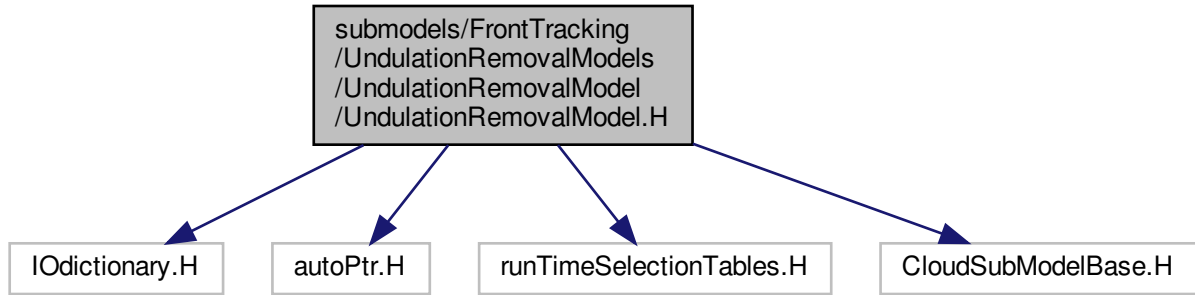 submodels/FrontTracking
/UndulationRemovalModels
/UndulationRemovalModel
/UndulationRemovalModel.H
IOdictionary.H
autoPtr.H
runTimeSelectionTables.H
CloudSubModelBase.H